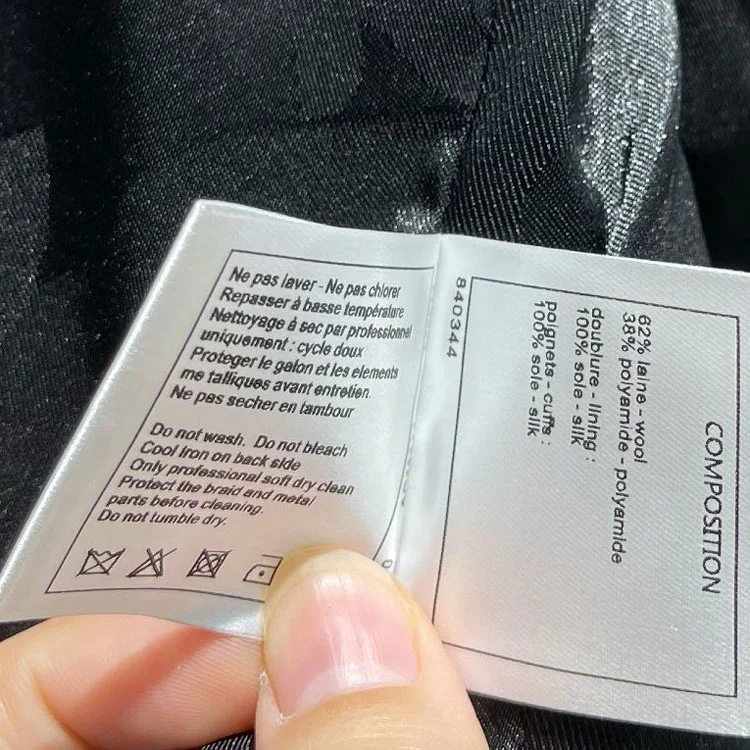 Ne pas laver - Ne pas chlorer
Repasser à basse température
Nettoyage à sec par professionnel
uniquement : cycle doux
Proteger le galon et les elements
me talliques avant entretien.
Ne pas secher en tambour
Do not wash. Do not bleach
Cool iron on back side
Only professional soft dry clean
Protect the braid and metal
parts before cleaning.
Do not tumble dry.
840344
COMPOSITION
62% laine - wool
38% polyamide - polyamide
doublure - lining :
100% soie - silk
poignets - cuffs :
100% soie - silk